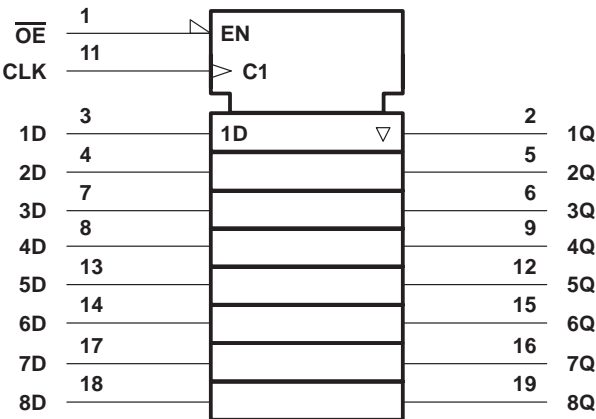 OE 1 EN
CLK 11 C1
1D 3 1D 2 1Q
2D 4 5 2Q
3D 7 6 3Q
4D 8 9 4Q
5D 13 12 5Q
6D 14 15 6Q
7D 17 16 7Q
8D 18 19 8Q